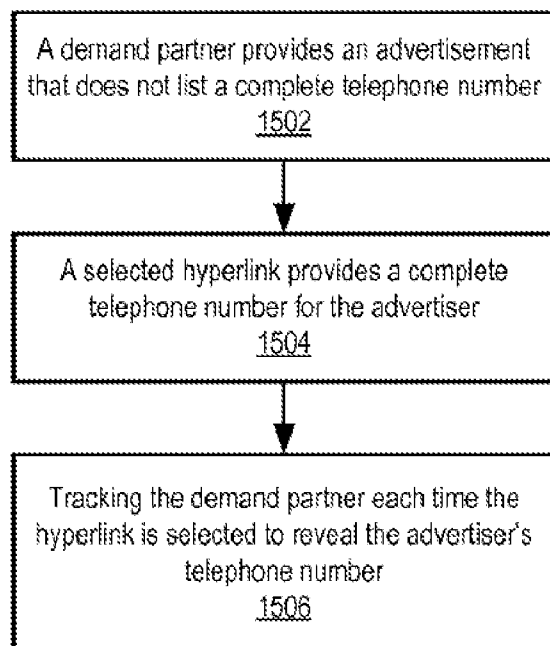 A demand partner provides an advertisement
that does not list a complete telephone number
1502
A selected hyperlink provides a complete
telephone number for the advertiser
1504
Tracking the demand partner each time the
hyperlink is selected to reveal the advertiser's
telephone number
1506